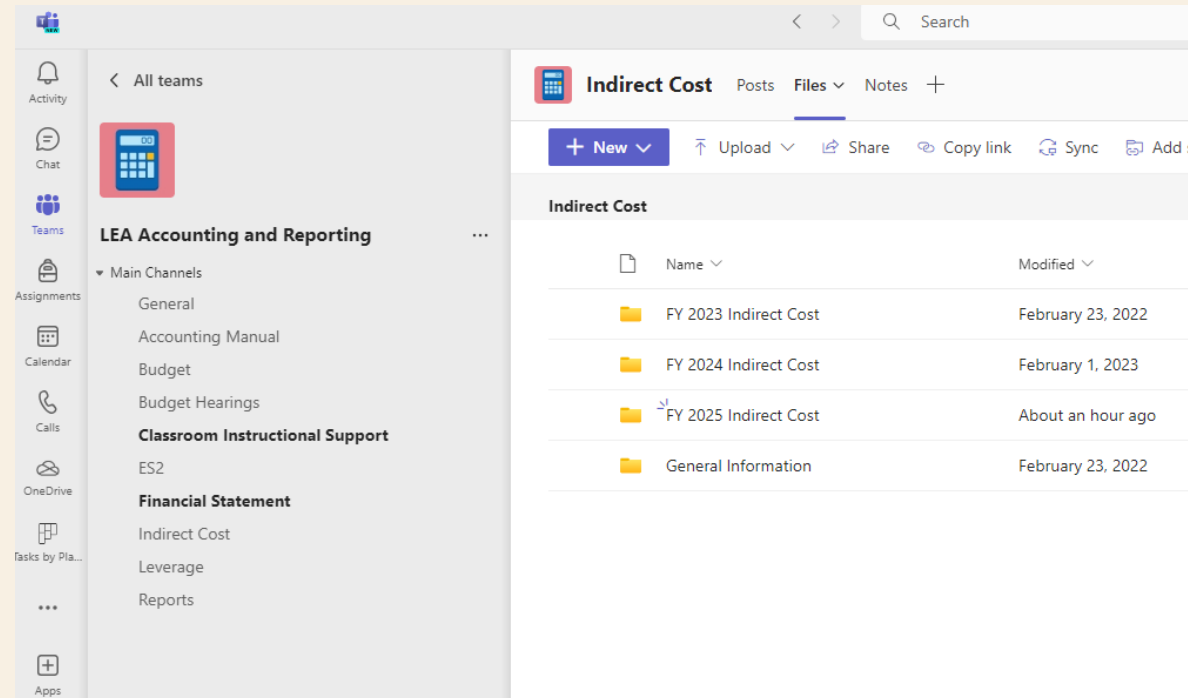 NEW
Search
Activity
Chat
Teams
Assignments
Calendar
Calls
OneDrive
Tasks by Pla...
Apps
All teams
LEA Accounting and Reporting
Main Channels
General
Accounting Manual
Budget
Budget Hearings
Classroom Instructional Support
ES2
Financial Statement
Indirect Cost
Leverage
Reports
Indirect Cost Posts Files Notes
New Upload Share Copy link Sync Add
Indirect Cost
Name Modified
FY 2023 Indirect Cost February 23, 2022
FY 2024 Indirect Cost February 1, 2023
FY 2025 Indirect Cost About an hour ago
General Information February 23, 2022